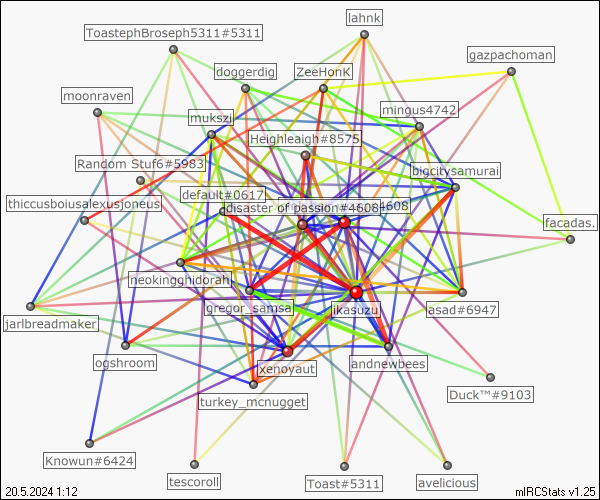 lahnk
ToastephBroseph5311#5311
gazpachoman
doggerdig
ZeeHonK
moonraven
mukszi
mingus4742
Heighleaigh#8575
Random Stuf6#5983
bigcitysamurai
default#0617
thiccusboiusalexusjoneus
disaster of passion#4608
4608
facadas.
neokingghidorah
gregor_samsa
ikasuzu
asad#6947
jarlbreadmaker
ogshroom
xenoyaut
andnewbees
turkey_mcnugget
Duck™#9103
Knowun#6424
tescoroll
Toast#5311
avelicious
20.5.2024 1:12
mIRCStats v1.25